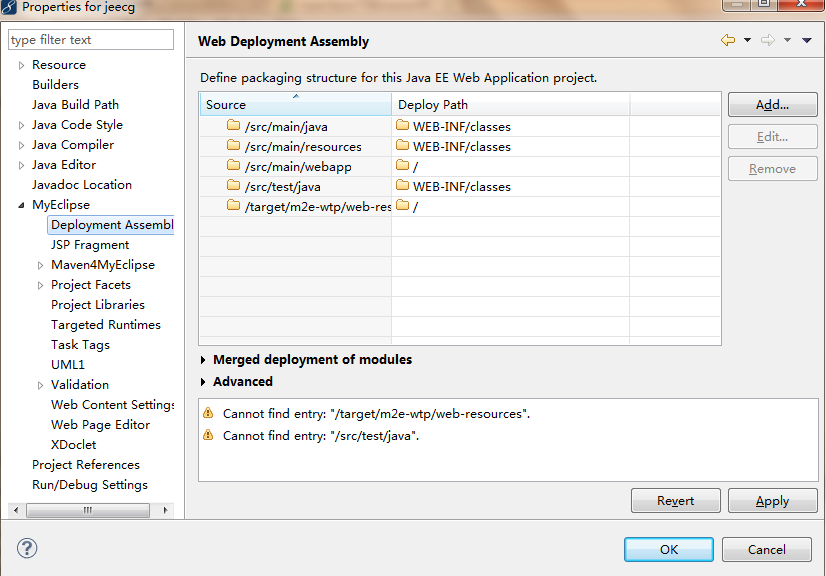 Properties for jeecg
type filter text
Resource
Builders
Java Build Path
Java Code Style
Java Compiler
Java Editor
Javadoc Location
MyEclipse
Deployment Assembl
JSP Fragment
Maven4MyEclipse
Project Facets
Project Libraries
Targeted Runtimes
Task Tags
UML1
Validation
Web Content Settings
Web Page Editor
XDoclet
Project References
Run/Debug Settings
Web Deployment Assembly
Define packaging structure for this Java EE Web Application project.
Source Deploy Path
/src/main/java WEB-INF/classes
/src/main/resources WEB-INF/classes
/src/main/webapp /
/src/test/java WEB-INF/classes
/target/m2e-wtp/web-res /
Add...
Edit...
Remove
Merged deployment of modules
Advanced
Cannot find entry: "/target/m2e-wtp/web-resources".
Cannot find entry: "/src/test/java".
Revert Apply
OK Cancel